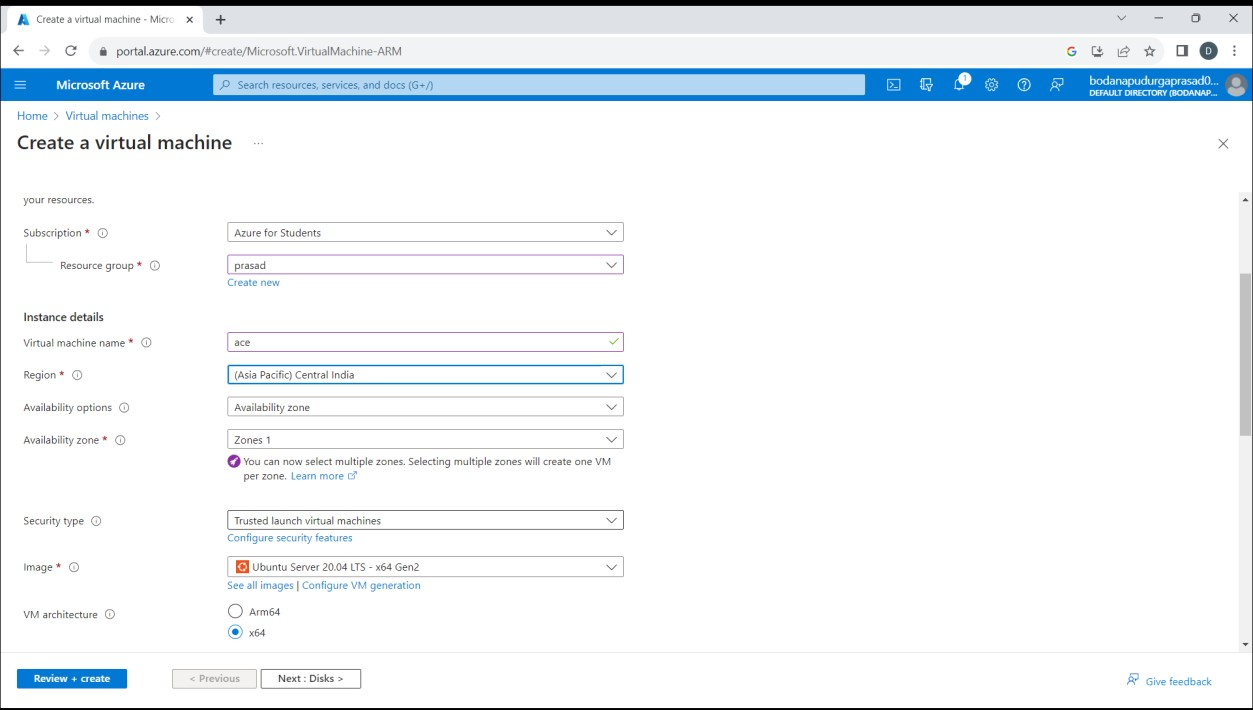 Create a virtual machine - Micro
portal.azure.com/#create/Microsoft.VirtualMachine-ARM
G
D
Microsoft Azure
Search resources, services, and docs (G+/)
1
bodanapudurgaprasad0...
DEFAULT DIRECTORY (BODANAP...
Home > Virtual machines >
Create a virtual machine ...
your resources.
Subscription *
Azure for Students
Resource group *
prasad
Create new
Instance details
Virtual machine name *
ace
Region *
(Asia Pacific) Central India
Availability options
Availability zone
Availability zone *
Zones 1
You can now select multiple zones. Selecting multiple zones will create one VM
per zone. Learn more
Security type
Trusted launch virtual machines
Configure security features
Image *
Ubuntu Server 20.04 LTS - x64 Gen2
See all images | Configure VM generation
VM architecture
Arm64
x64
Review + create
< Previous
Next : Disks >
Give feedback